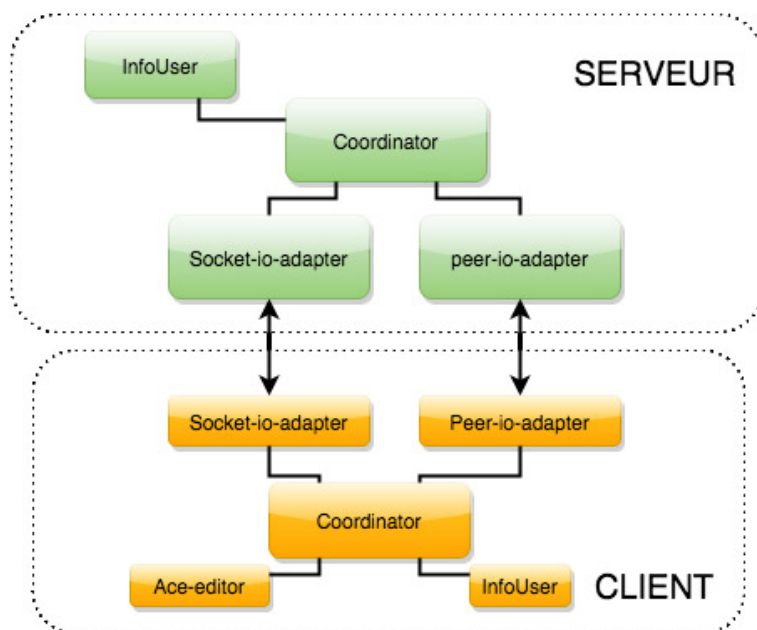 InfoUser
SERVEUR
Coordinator
Socket-io-adapter
peer-io-adapter
Socket-io-adapter
Peer-io-adapter
Coordinator
Ace-editor
InfoUser
CLIENT